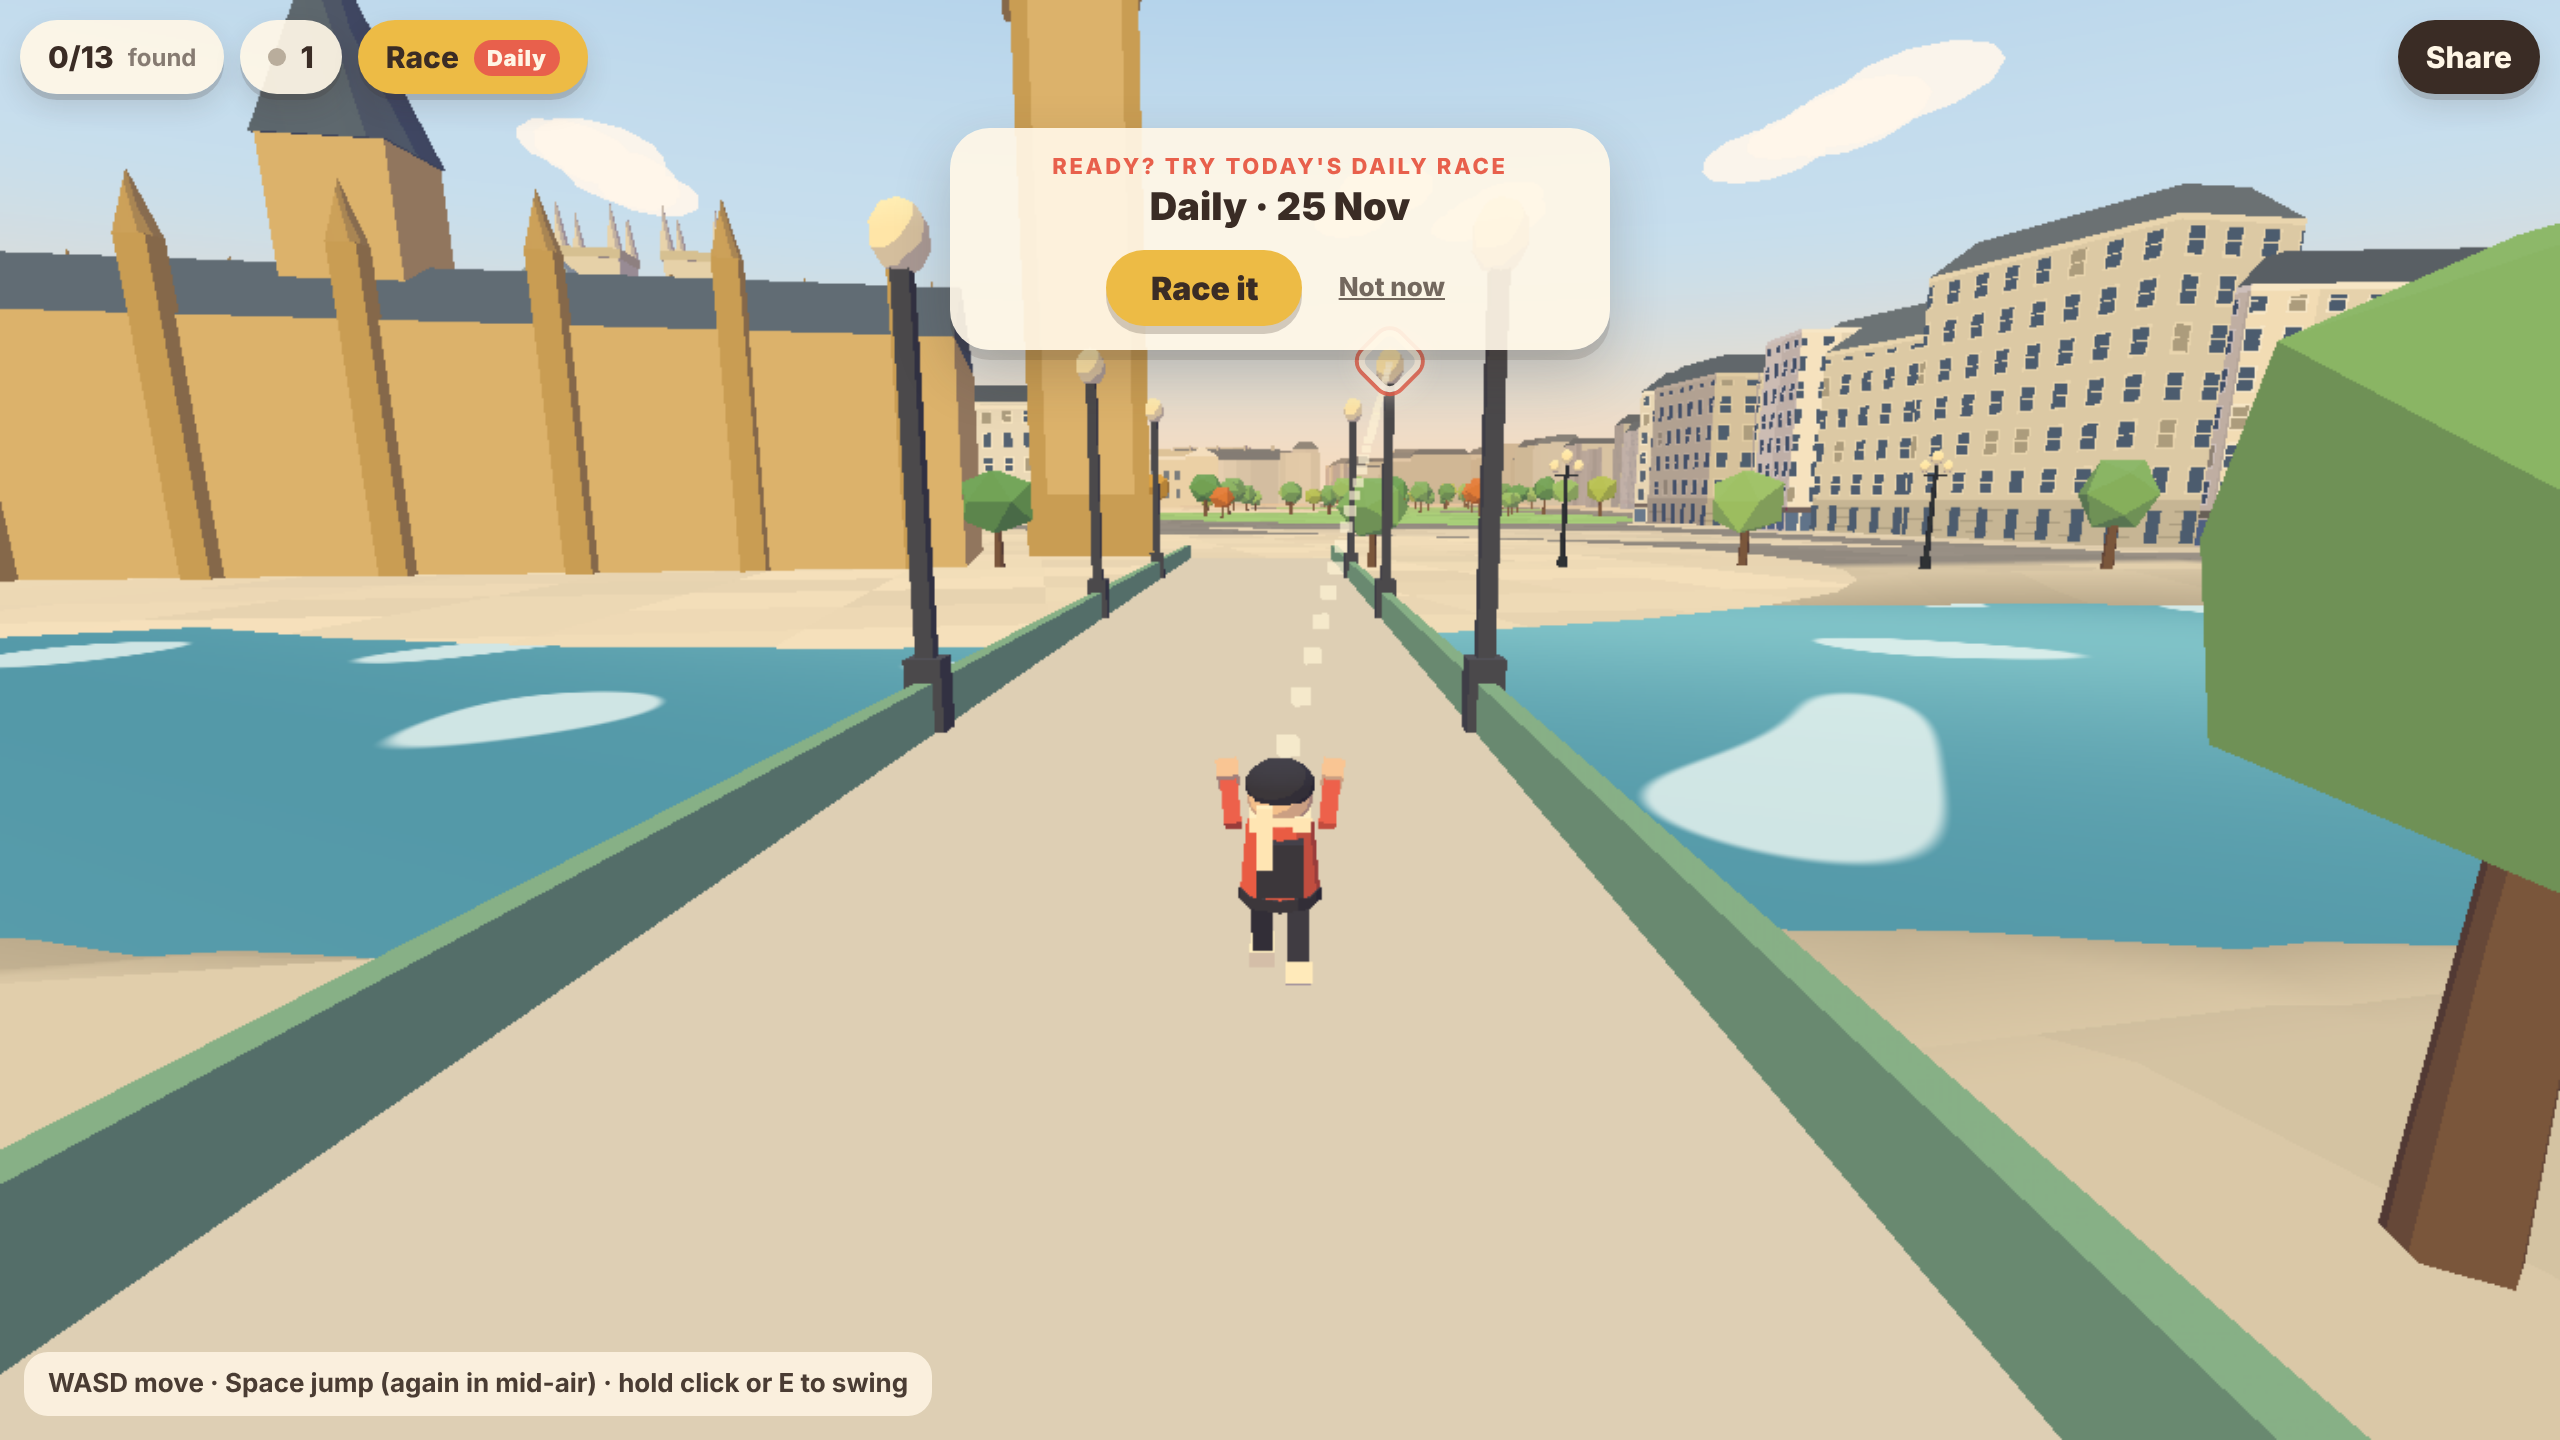 0/13 found
1
Race Daily
Share
READY? TRY TODAY'S DAILY RACE
Daily · 25 Nov
Race it
Not now
WASD move · Space jump (again in mid-air) · hold click or E to swing